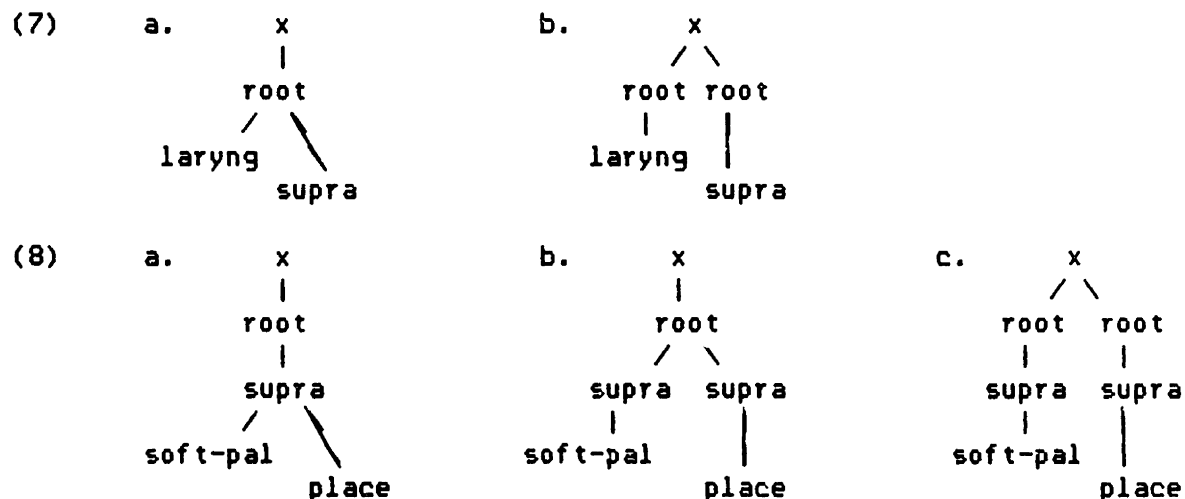 (7) a. x b. x
root root root
laryng laryng
supra supra
(8) a. x b. x c. x
root root root root
supra supra supra supra supra
soft-pal soft-pal soft-pal
place place place